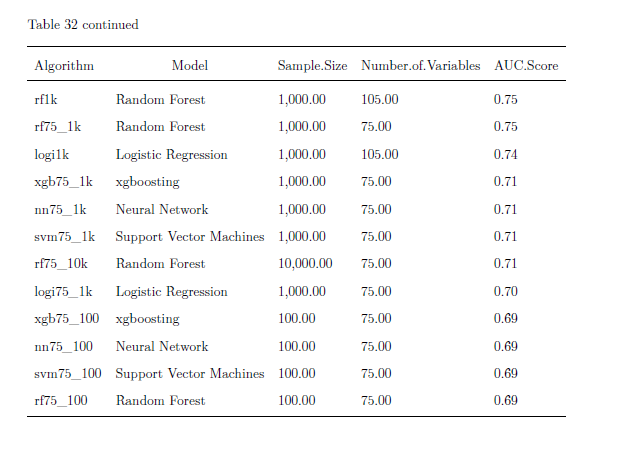 Table 32 continued
Algorithm Model Sample.Size Number.of.Variables AUC.Score
rf1k Random Forest 1,000.00 105.00 0.75
rf75_1k Random Forest 1,000.00 75.00 0.75
logi1k Logistic Regression 1,000.00 105.00 0.74
xgb75_1k xgboosting 1,000.00 75.00 0.71
nn75_1k Neural Network 1,000.00 75.00 0.71
svm75_1k Support Vector Machines 1,000.00 75.00 0.71
rf75_10k Random Forest 10,000.00 75.00 0.71
logi75_1k Logistic Regression 1,000.00 75.00 0.70
xgb75_100 xgboosting 100.00 75.00 0.69
nn75_100 Neural Network 100.00 75.00 0.69
svm75_100 Support Vector Machines 100.00 75.00 0.69
rf75_100 Random Forest 100.00 75.00 0.69